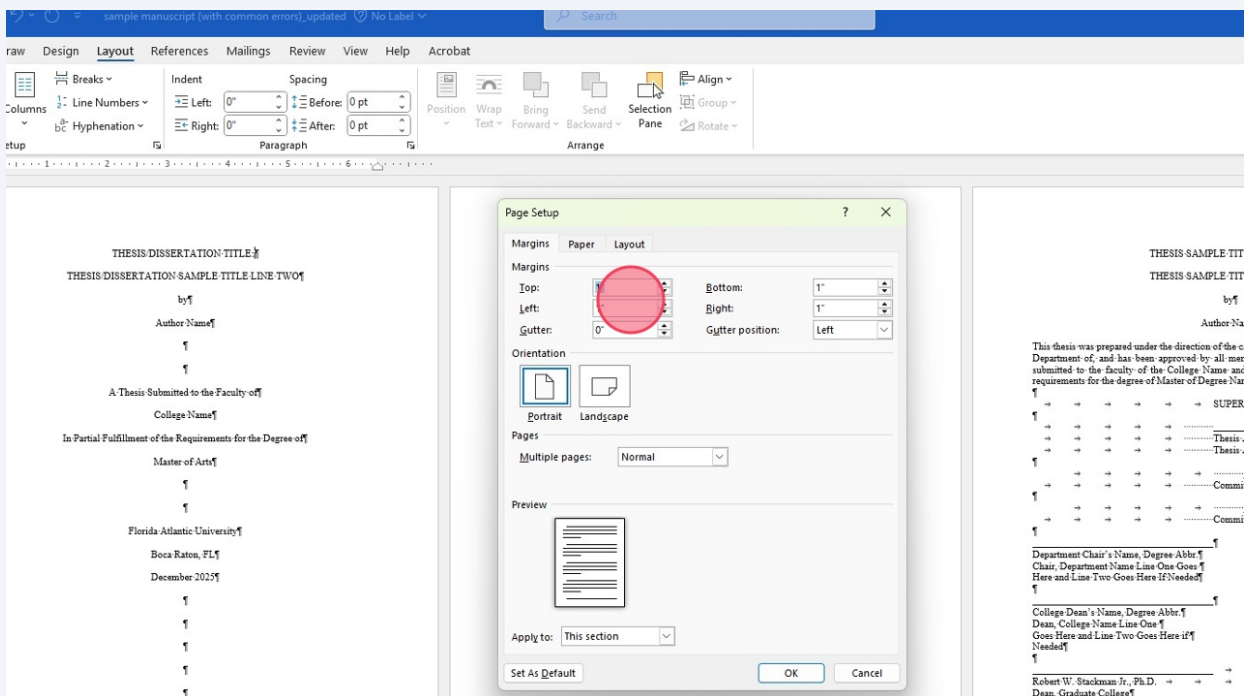 sample manuscript (with common errors)_updated No Label
Search
raw Design Layout References Mailings Review View Help Acrobat
Columns
Breaks
Line Numbers
Hyphenation
etup
Indent
Left: 0"
Right: 0"
Spacing
Before: 0 pt
After: 0 pt
Paragraph
Position
Wrap Text
Bring Forward
Send Backward
Selection Pane
Align
Group
Rotate
Arrange
1 2 3 4 5 6
THESIS/DISSERTATION TITLE:
THESIS/DISSERTATION SAMPLE TITLE LINE TWO¶
by¶
Author Name¶
¶
¶
A Thesis Submitted to the Faculty of¶
College Name¶
In Partial Fulfillment of the Requirements for the Degree of¶
Master of Arts¶
¶
¶
Florida Atlantic University¶
Boca Raton, FL¶
December 2025¶
¶
¶
¶
¶
¶
Page Setup ?
Margins Paper Layout
Margins
Top: Bottom: 1"
Left: Right: 1"
Gutter: 0" Gutter position: Left
Orientation
Portrait Landscape
Pages
Multiple pages: Normal
Preview
Apply to: This section
Set As Default OK Cancel
THESIS SAMPLE TIT
THESIS SAMPLE TIT
by¶
Author Na
This thesis was prepared under the direction of the c
Department of, and has been approved by all mem
submitted to the faculty of the College Name and
requirements for the degree of Master of Degree Na
¶
SUPER
¶
Thesis
Thesis
¶
Commi
¶
Commi
¶
¶
Department Chair's Name, Degree Abbr.¶
Chair, Department Name Line One Goes ¶
Here and Line Two Goes Here If Needed¶
¶
¶
College Dean's Name, Degree Abbr.¶
Dean, College Name Line One ¶
Goes Here and Line Two Goes Here if¶
Needed¶
¶
Robert W. Stackman Jr., Ph.D.
Dean, Graduate College¶